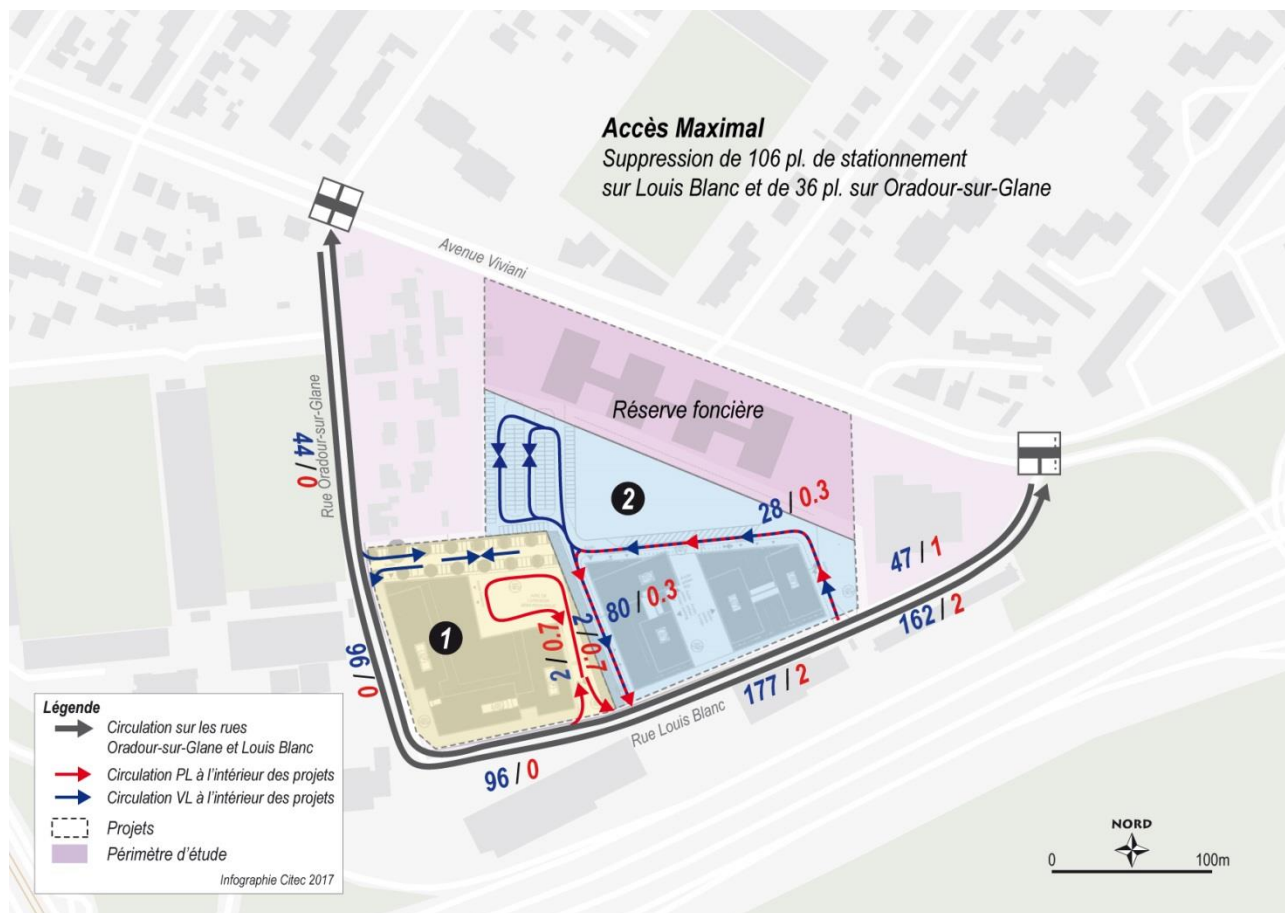 Accès Maximal
Suppression de 106 pl. de stationnement
sur Louis Blanc et de 36 pl. sur Oradour-sur-Glane
Avenue Viviani
Réserve foncière
Rue Oradour-sur-Glane
44 / 0
2
28 / 0.3
47 / 1
162 / 2
80 / 0.3
2 / 0.7
2 / 0.7
1
96 / 0
177 / 2
Rue Louis Blanc
96 / 0
Légende
Circulation sur les rues
Oradour-sur-Glane et Louis Blanc
Circulation PL à l'intérieur des projets
Circulation VL à l'intérieur des projets
Projets
Périmètre d'étude
Infographie Citec 2017
NORD
0 100m